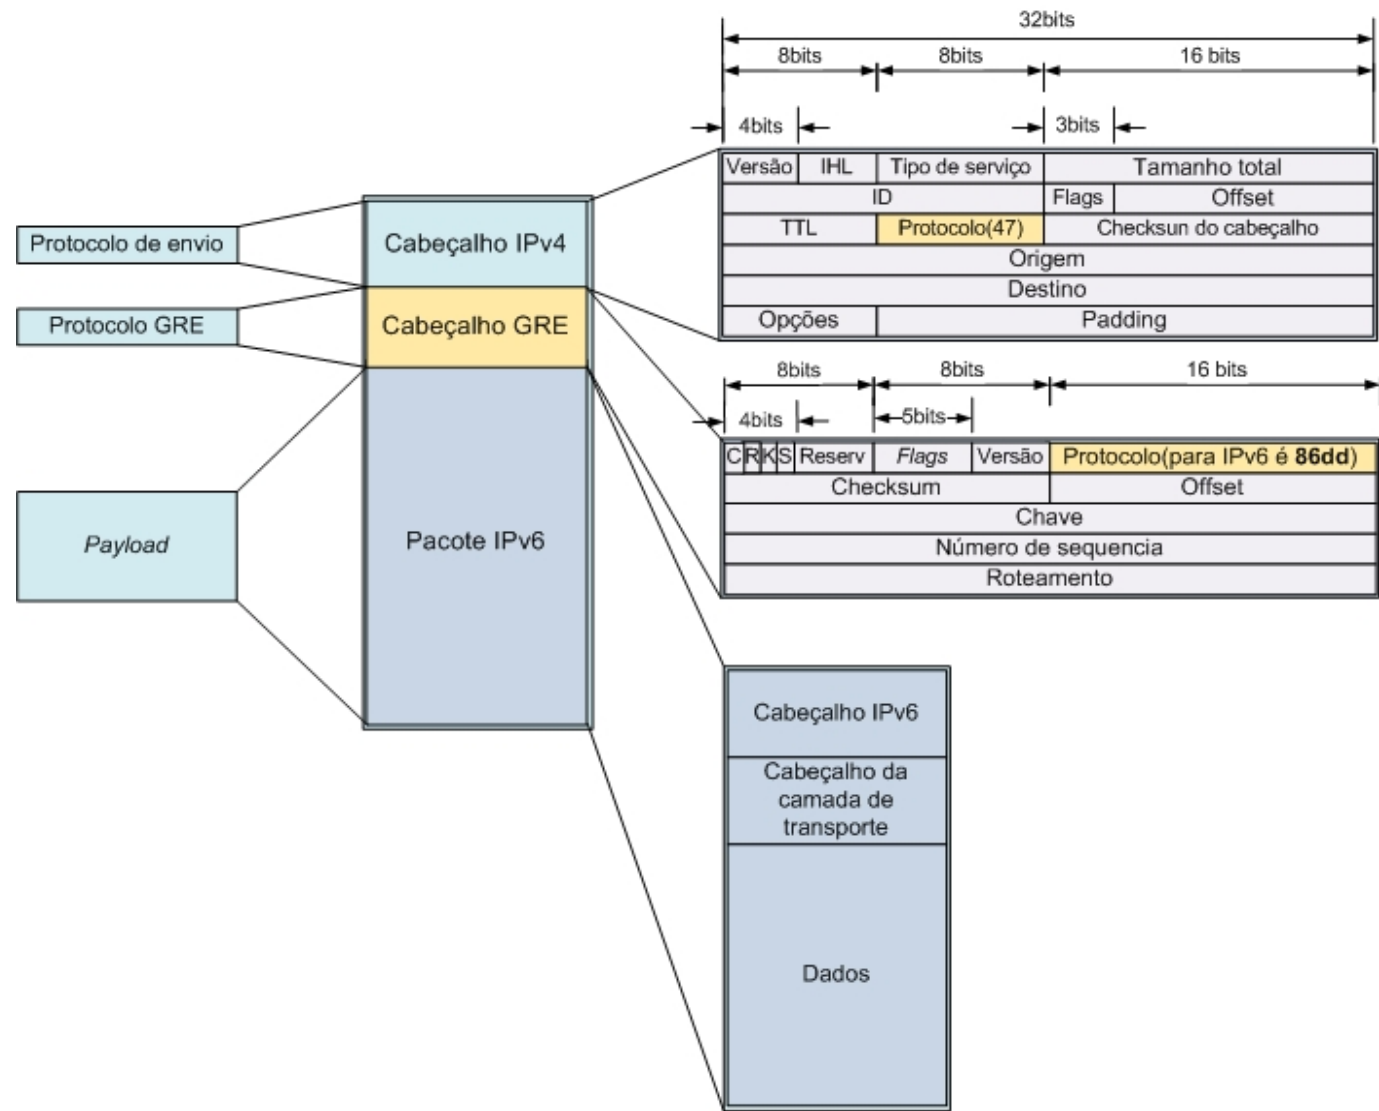 32bits
8bits 8bits 16 bits
4bits 3bits
Versão IHL Tipo de serviço Tamanho total
ID Flags Offset
TTL Protocolo(47) Checksun do cabeçalho
Origem
Destino
Opções Padding
Protocolo de envio
Protocolo GRE
Payload
Cabeçalho IPv4
Cabeçalho GRE
Pacote IPv6
8bits 8bits 16 bits
4bits 5bits
C R K S Reserv Flags Versão Protocolo(para IPv6 é 86dd)
Checksum Offset
Chave
Número de sequencia
Roteamento
Cabeçalho IPv6
Cabeçalho da
camada de
transporte
Dados